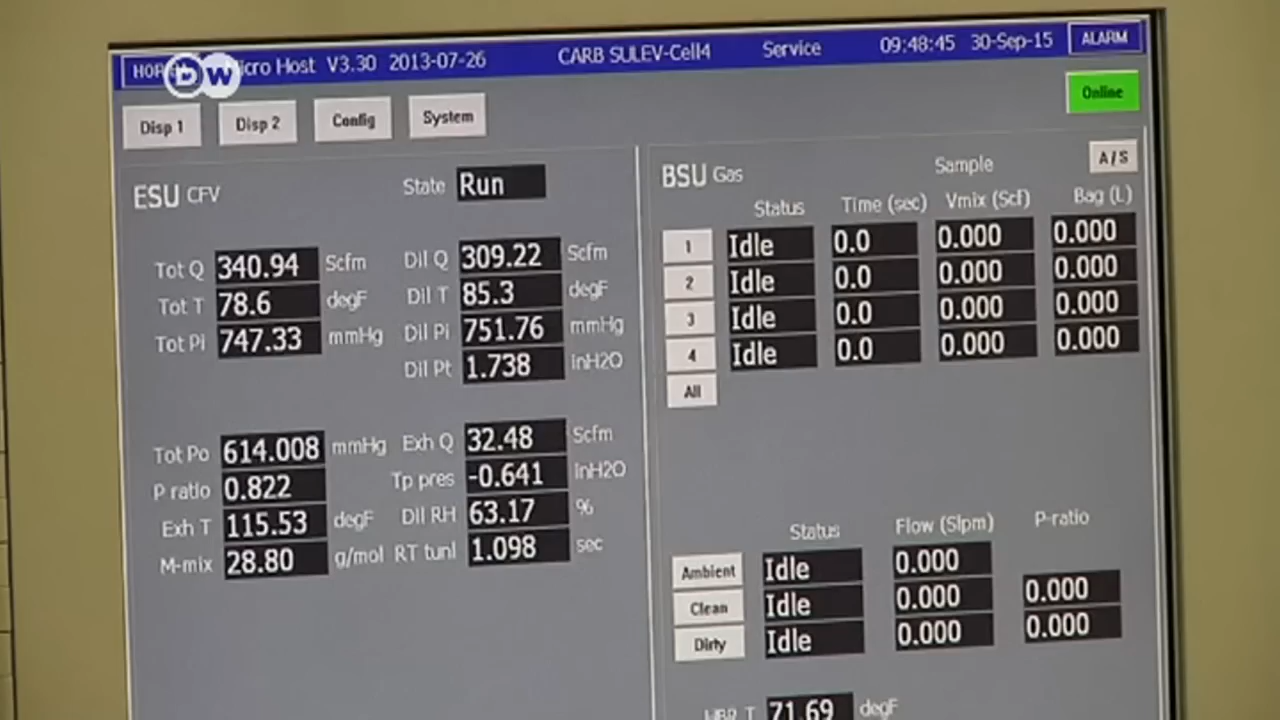 DW
Micro Host V3.30 2013-07-26 CARB SULEV-Cell4 Service 09:48:45 30-Sep-15 ALARM
Disp 1 Disp 2 Config System Online
ESU CFV State Run
Tot Q 340.94 Scfm Dil Q 309.22 Scfm
Tot T 78.6 degF Dil T 85.3 degF
Tot Pi 747.33 mmHg Dil Pi 751.76 mmHg
Dil Pt 1.738 inH2O
Tot Po 614.008 mmHg Exh Q 32.48 Scfm
P ratio 0.822 Tp pres -0.641 inH2O
Exh T 115.53 degF Dil RH 63.17 %
M-mix 28.80 g/mol RT tunl 1.098 sec
BSU Gas Sample A/S
Status Time (sec) Vmix (Scf) Bag (L)
1 Idle 0.0 0.000 0.000
2 Idle 0.0 0.000 0.000
3 Idle 0.0 0.000 0.000
4 Idle 0.0 0.000 0.000
All
Status Flow (Slpm) P-ratio
Ambient Idle 0.000
Clean Idle 0.000 0.000
Dirty Idle 0.000 0.000
71.69 degF